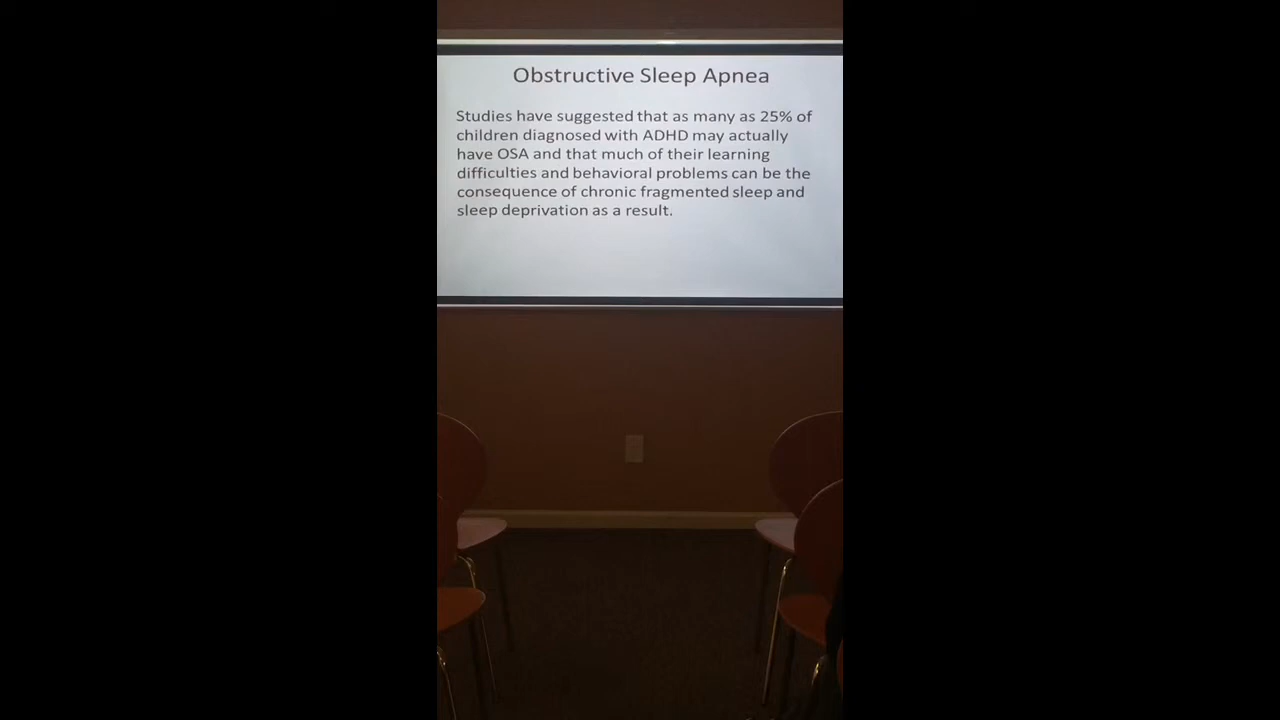 Obstructive Sleep Apnea
Studies have suggested that as many as 25% of
children diagnosed with ADHD may actually
have OSA and that much of their learning
difficulties and behavioral problems can be the
consequence of chronic fragmented sleep and
sleep deprivation as a result.